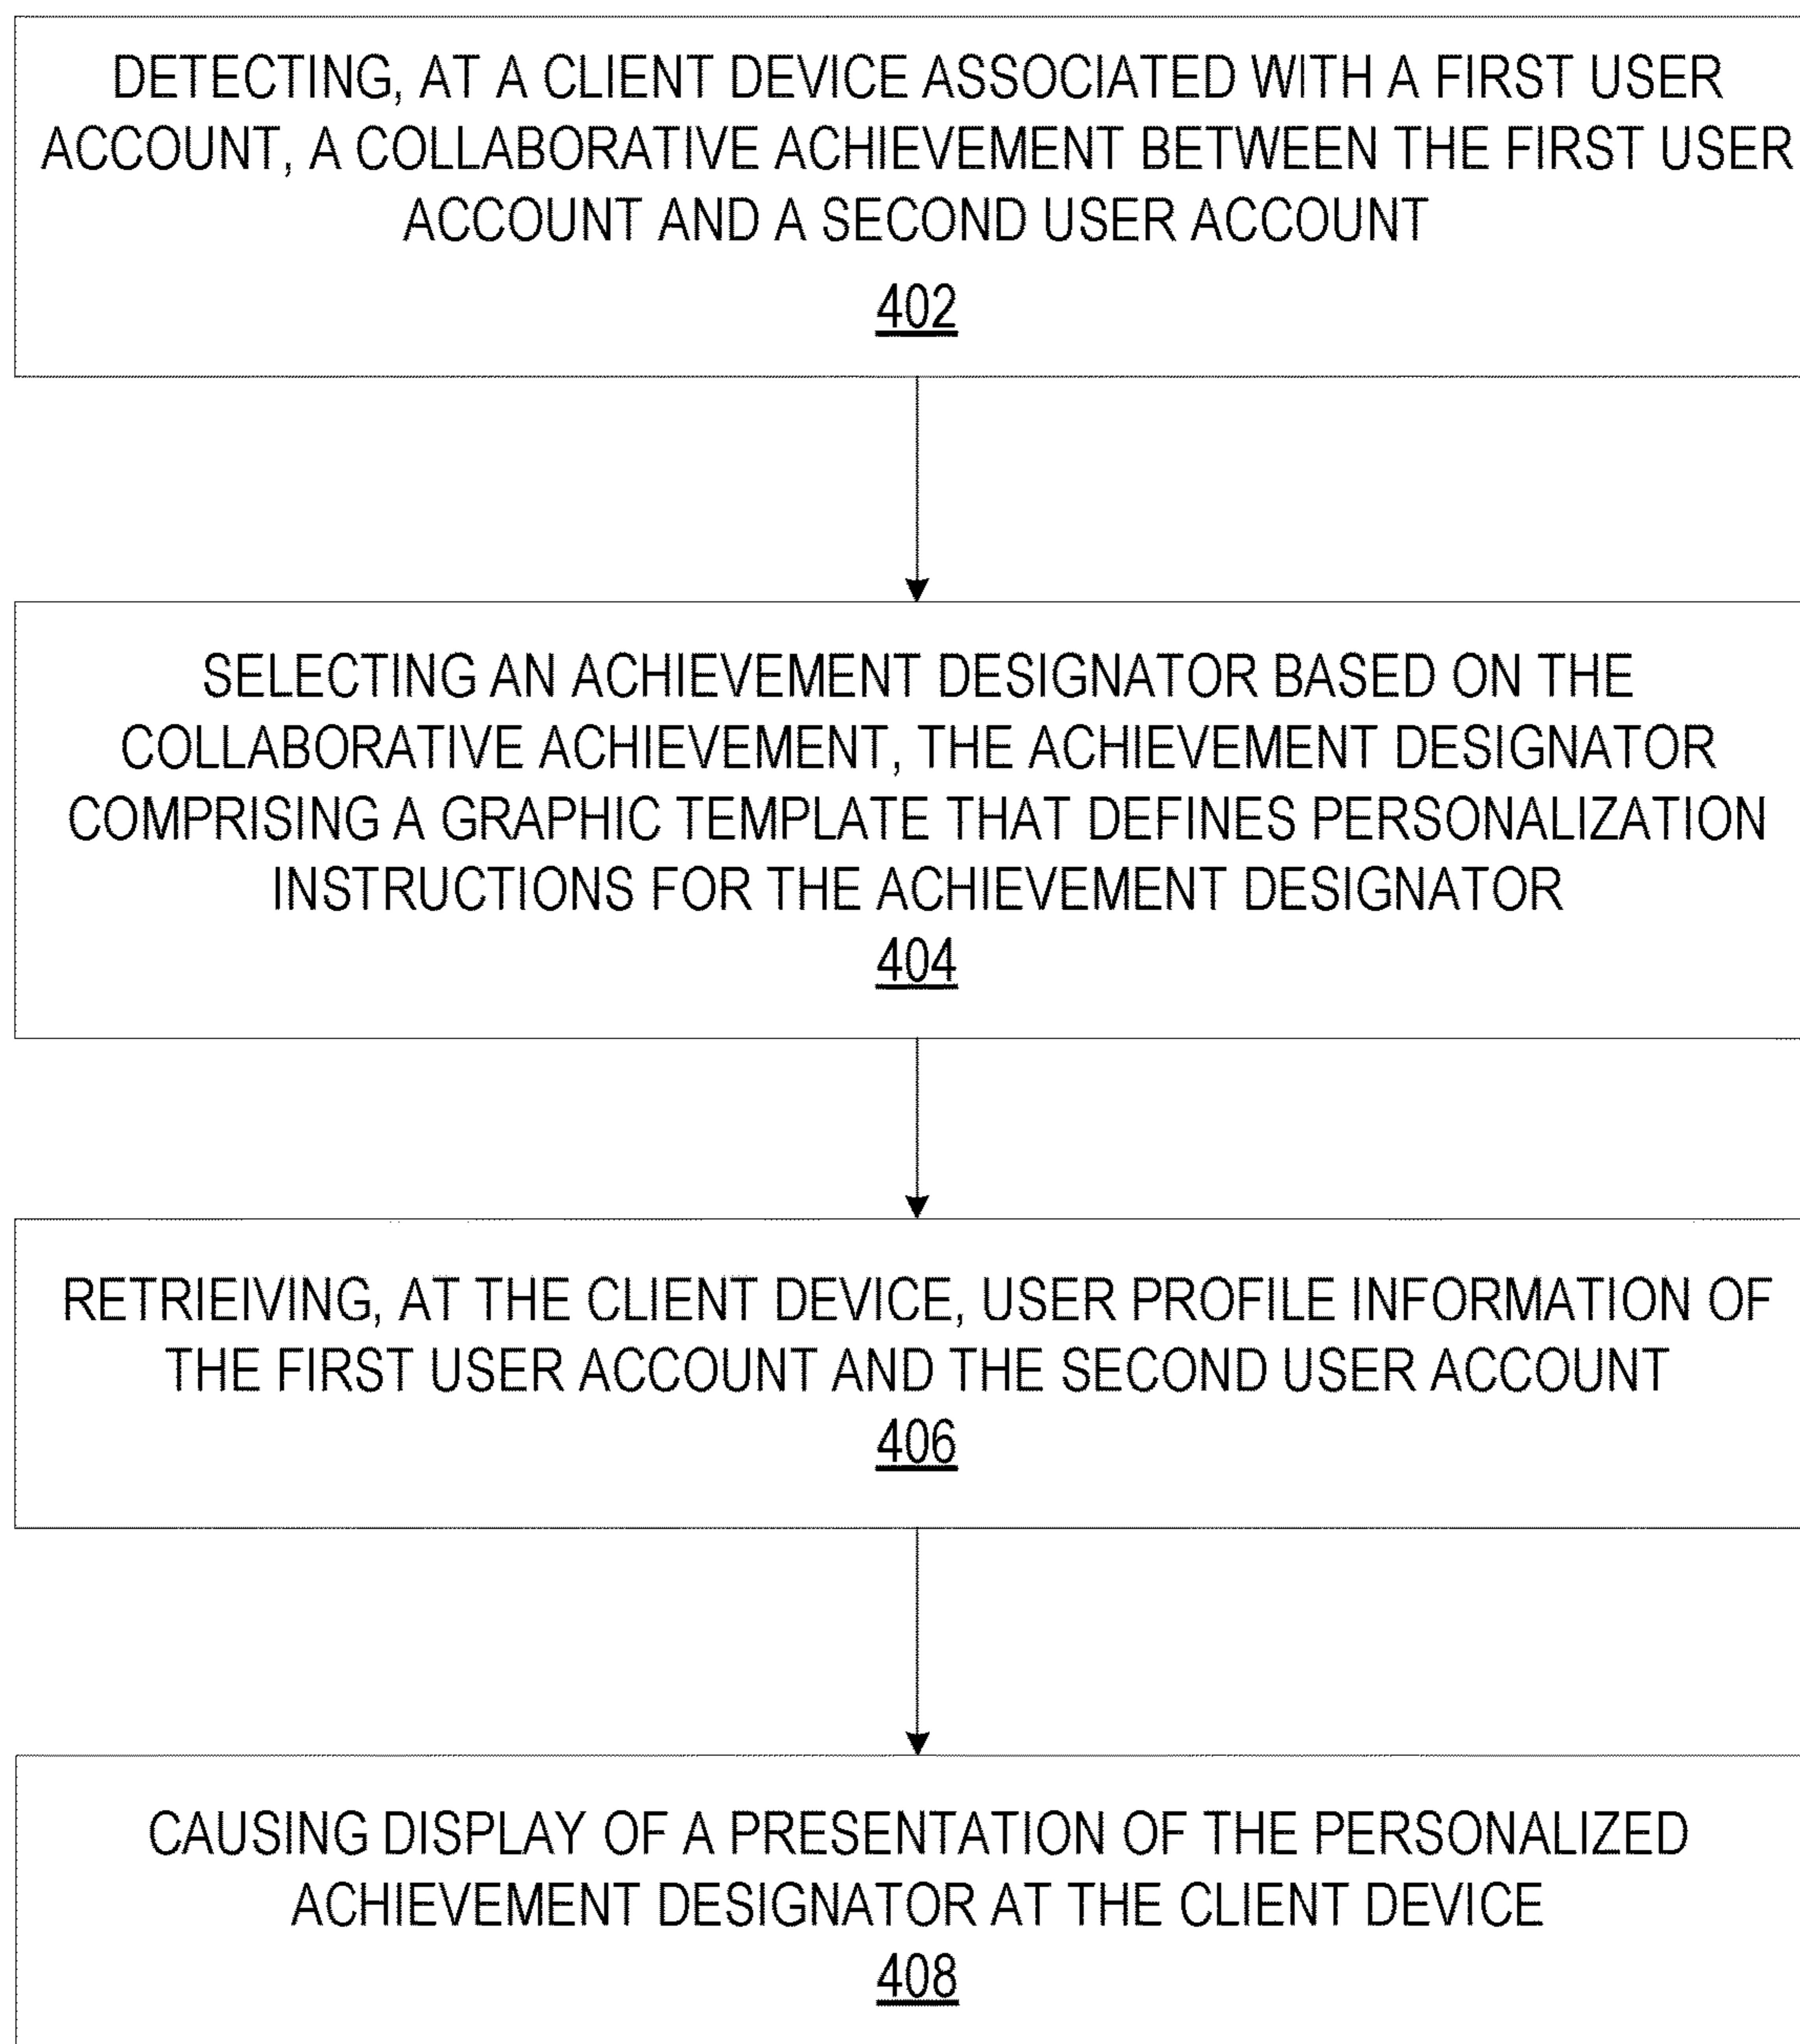 DETECTING, AT A CLIENT DEVICE ASSOCIATED WITH A FIRST USER
ACCOUNT, A COLLABORATIVE ACHIEVEMENT BETWEEN THE FIRST USER
ACCOUNT AND A SECOND USER ACCOUNT
402
SELECTING AN ACHIEVEMENT DESIGNATOR BASED ON THE
COLLABORATIVE ACHIEVEMENT, THE ACHIEVEMENT DESIGNATOR
COMPRISING A GRAPHIC TEMPLATE THAT DEFINES PERSONALIZATION
INSTRUCTIONS FOR THE ACHIEVEMENT DESIGNATOR
404
RETRIEIVING, AT THE CLIENT DEVICE, USER PROFILE INFORMATION OF
THE FIRST USER ACCOUNT AND THE SECOND USER ACCOUNT
406
CAUSING DISPLAY OF A PRESENTATION OF THE PERSONALIZED
ACHIEVEMENT DESIGNATOR AT THE CLIENT DEVICE
408